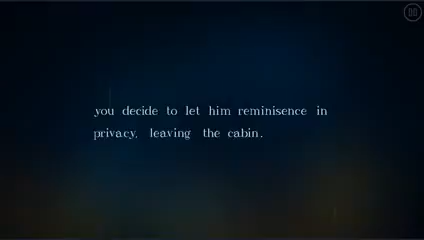 you decide to let him reminisence in
privacy, leaving the cabin.